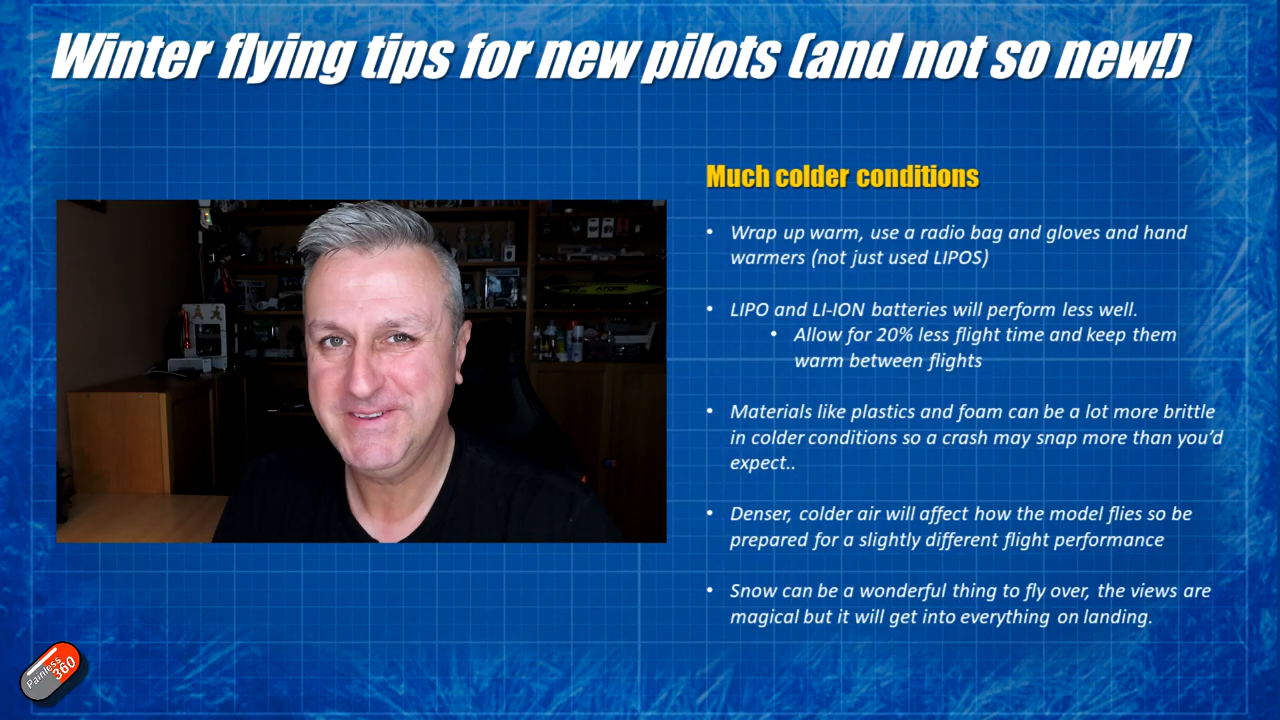 Winter flying tips for new pilots (and not so new!)
Much colder conditions
• Wrap up warm, use a radio bag and gloves and hand
warmers (not just used LIPOS)
• LIPO and LI-ION batteries will perform less well.
• Allow for 20% less flight time and keep them
warm between flights
• Materials like plastics and foam can be a lot more brittle
in colder conditions so a crash may snap more than you’d
expect..
• Denser, colder air will affect how the model flies so be
prepared for a slightly different flight performance
• Snow can be a wonderful thing to fly over, the views are
magical but it will get into everything on landing.
Painless
360